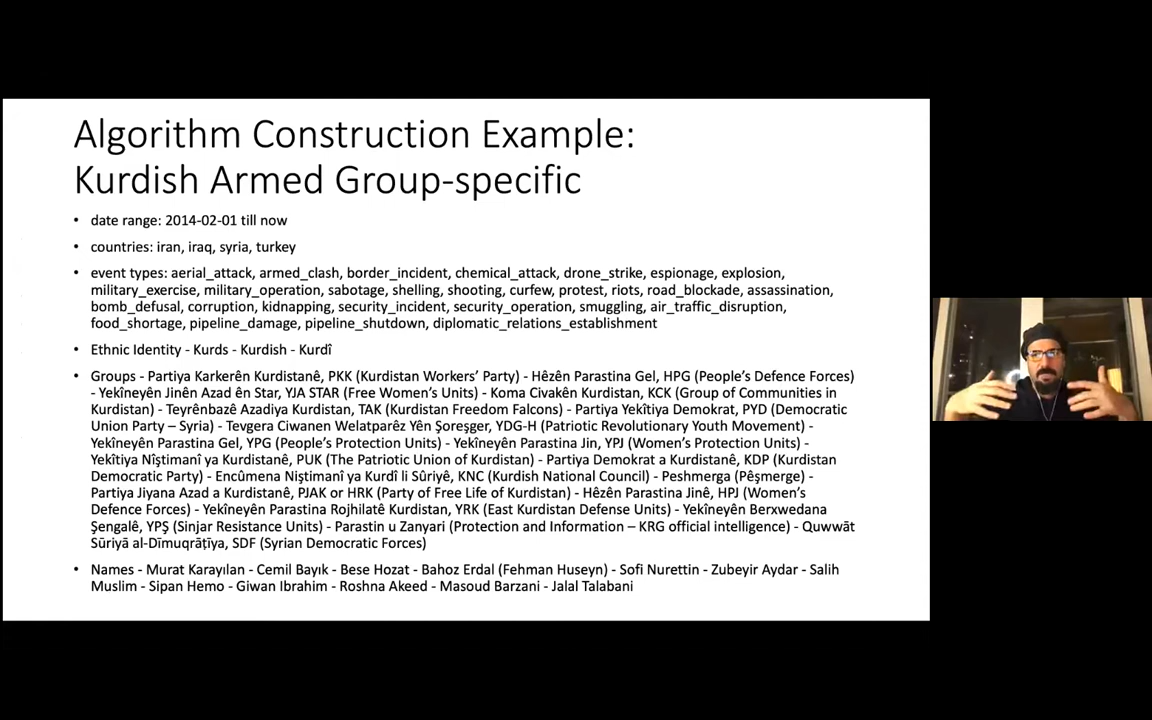 Algorithm Construction Example:
Kurdish Armed Group-specific
• date range: 2014-02-01 till now
• countries: iran, iraq, syria, turkey
• event types: aerial_attack, armed_clash, border_incident, chemical_attack, drone_strike, espionage, explosion,
military_exercise, military_operation, sabotage, shelling, shooting, curfew, protest, riots, road_blockade, assassination,
bomb_defusal, corruption, kidnapping, security_incident, security_operation, smuggling, air_traffic_disruption,
food_shortage, pipeline_damage, pipeline_shutdown, diplomatic_relations_establishment
• Ethnic Identity - Kurds - Kurdish - Kurdî
• Groups - Partiya Karkerên Kurdistanê, PKK (Kurdistan Workers’ Party) - Hêzên Parastina Gel, HPG (People’s Defence Forces)
- Yekîneyên Jinên Azad ên Star, YJA STAR (Free Women’s Units) - Koma Civakên Kurdistan, KCK (Group of Communities in
Kurdistan) - Teyrênbazê Azadiya Kurdistan, TAK (Kurdistan Freedom Falcons) - Partiya Yekîtiya Demokrat, PYD (Democratic
Union Party – Syria) - Tevgera Ciwanen Welatparêz Yên Şoreşger, YDG-H (Patriotic Revolutionary Youth Movement) -
Yekîneyên Parastina Gel, YPG (People’s Protection Units) - Yekîneyên Parastina Jin, YPJ (Women’s Protection Units) -
Yekîtiya Nîştimanî ya Kurdistanê, PUK (The Patriotic Union of Kurdistan) - Partiya Demokrat a Kurdistanê, KDP (Kurdistan
Democratic Party) - Encûmena Niştimanî ya Kurdî li Sûriyê, KNC (Kurdish National Council) - Peshmerga (Pêşmerge) -
Partiya Jiyana Azad a Kurdistanê, PJAK or HRK (Party of Free Life of Kurdistan) - Hêzên Parastina Jinê, HPJ (Women’s
Defence Forces) - Yekîneyên Parastina Rojhilatê Kurdistan, YRK (East Kurdistan Defense Units) - Yekîneyên Berxwedana
Şengalê, YPŞ (Sinjar Resistance Units) - Parastin u Zanyari (Protection and Information – KRG official intelligence) - Quwwāt
Sūriyā al-Dīmuqrāṭīya, SDF (Syrian Democratic Forces)
• Names - Murat Karayılan - Cemil Bayık - Bese Hozat - Bahoz Erdal (Fehman Huseyn) - Sofi Nurettin - Zubeyir Aydar - Salih
Muslim - Sipan Hemo - Giwan Ibrahim - Roshna Akeed - Masoud Barzani - Jalal Talabani